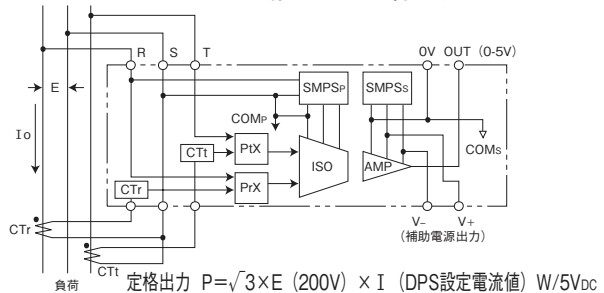 R S T
0V OUT (0-5V)
E
SMPSP
SMPSS
Io
COMP
COMS
CTt
PtX
ISO
AMP
CTr
PrX
CTr
V− V+
(補助電源出力)
CTt
負荷
定格出力 P=√3×E (200V) ×I (DPS設定電流値) W/5VDC